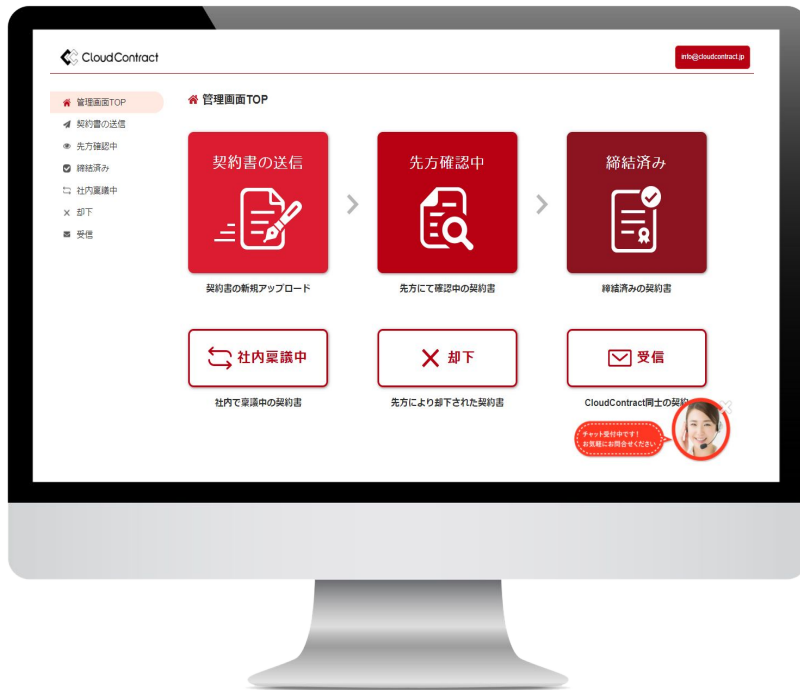 CloudContract
info@cloudcontract.jp
管理画面TOP
契約書の送信
先方確認中
締結済み
社内稟議中
却下
受信
管理画面TOP
契約書の送信
先方確認中
締結済み
契約書の新規アップロード
先方にて確認中の契約書
締結済みの契約書
社内稟議中
却下
受信
社内で稟議中の契約書
先方により却下された契約書
CloudContract同士の契約
チャット受付中です!
お気軽にお問合せください